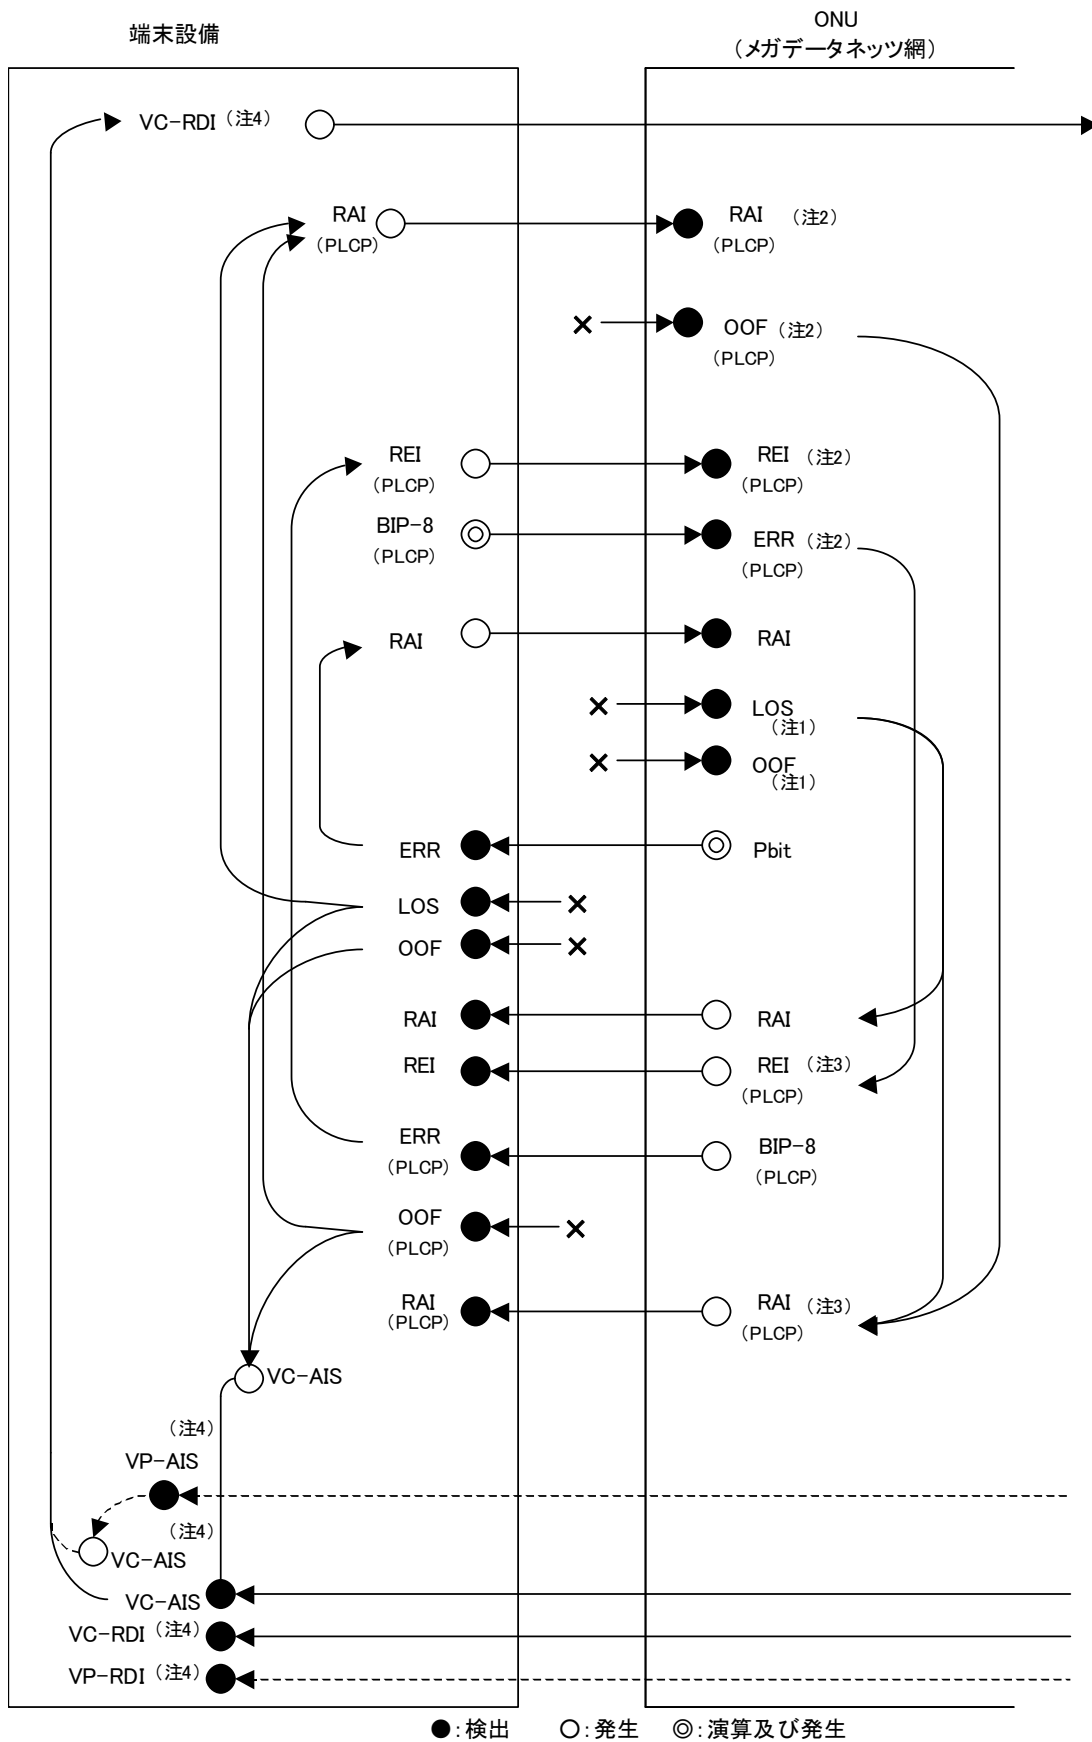 端末設備
ONU
（メガデータネッツ網）
VC-RDI（注4）
RAI
（PLCP）
RAI （注2）
（PLCP）
OOF（注2）
（PLCP）
REI
（PLCP）
REI （注2）
（PLCP）
BIP-8
（PLCP）
ERR（注2）
（PLCP）
RAI
RAI
LOS
（注1）
OOF
（注1）
ERR
Pbit
LOS
OOF
RAI
RAI
REI
REI （注3）
（PLCP）
ERR
（PLCP）
BIP-8
（PLCP）
OOF
（PLCP）
RAI
（PLCP）
RAI （注3）
（PLCP）
VC-AIS
（注4）
VP-AIS
（注4）
VC-AIS
VC-AIS
VC-RDI（注4）
VP-RDI（注4）
●：検出 ○：発生 ◎：演算及び発生